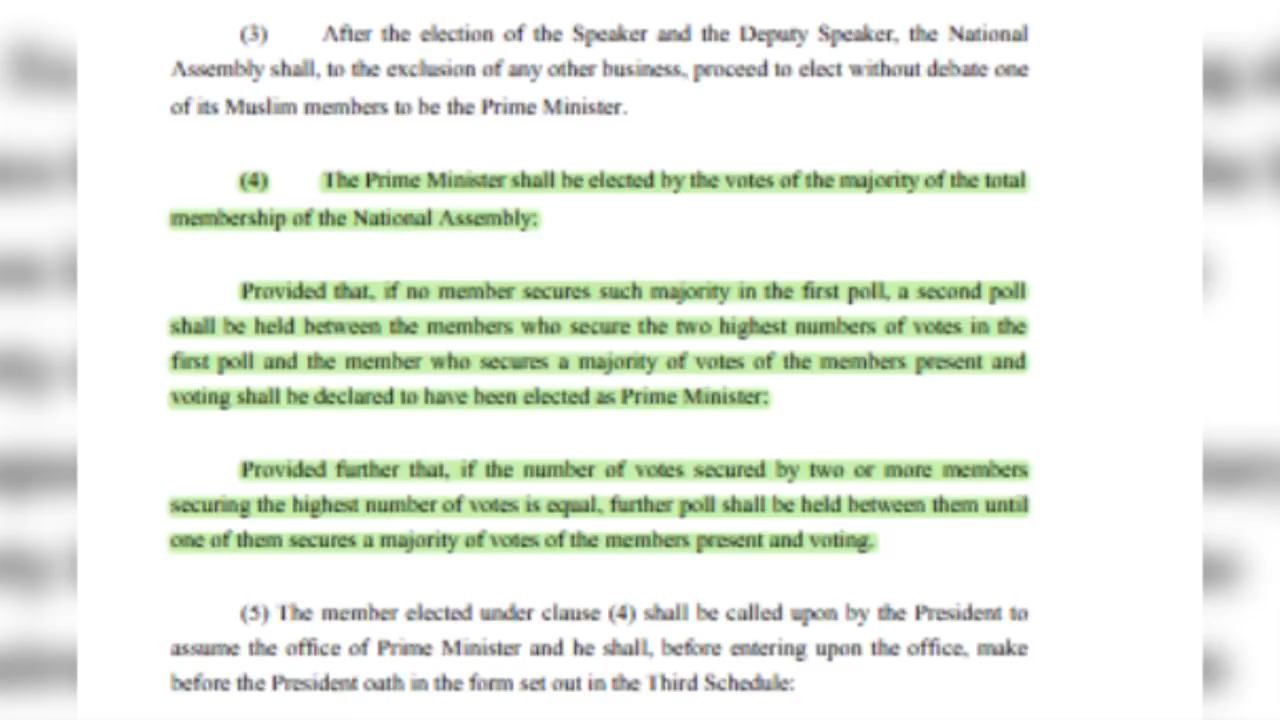 (3) After the election of the Speaker and the Deputy Speaker, the National
Assembly shall, to the exclusion of any other business, proceed to elect without debate one
of its Muslim members to be the Prime Minister.
(4) The Prime Minister shall be elected by the votes of the majority of the total
membership of the National Assembly:
Provided that, if no member secures such majority in the first poll, a second poll
shall be held between the members who secure the two highest numbers of votes in the
first poll and the member who secures a majority of votes of the members present and
voting shall be declared to have been elected as Prime Minister:
Provided further that, if the number of votes secured by two or more members
securing the highest number of votes is equal, further poll shall be held between them until
one of them secures a majority of votes of the members present and voting.
(5) The member elected under clause (4) shall be called upon by the President to
assume the office of Prime Minister and he shall, before entering upon the office, make
before the President oath in the form set out in the Third Schedule: